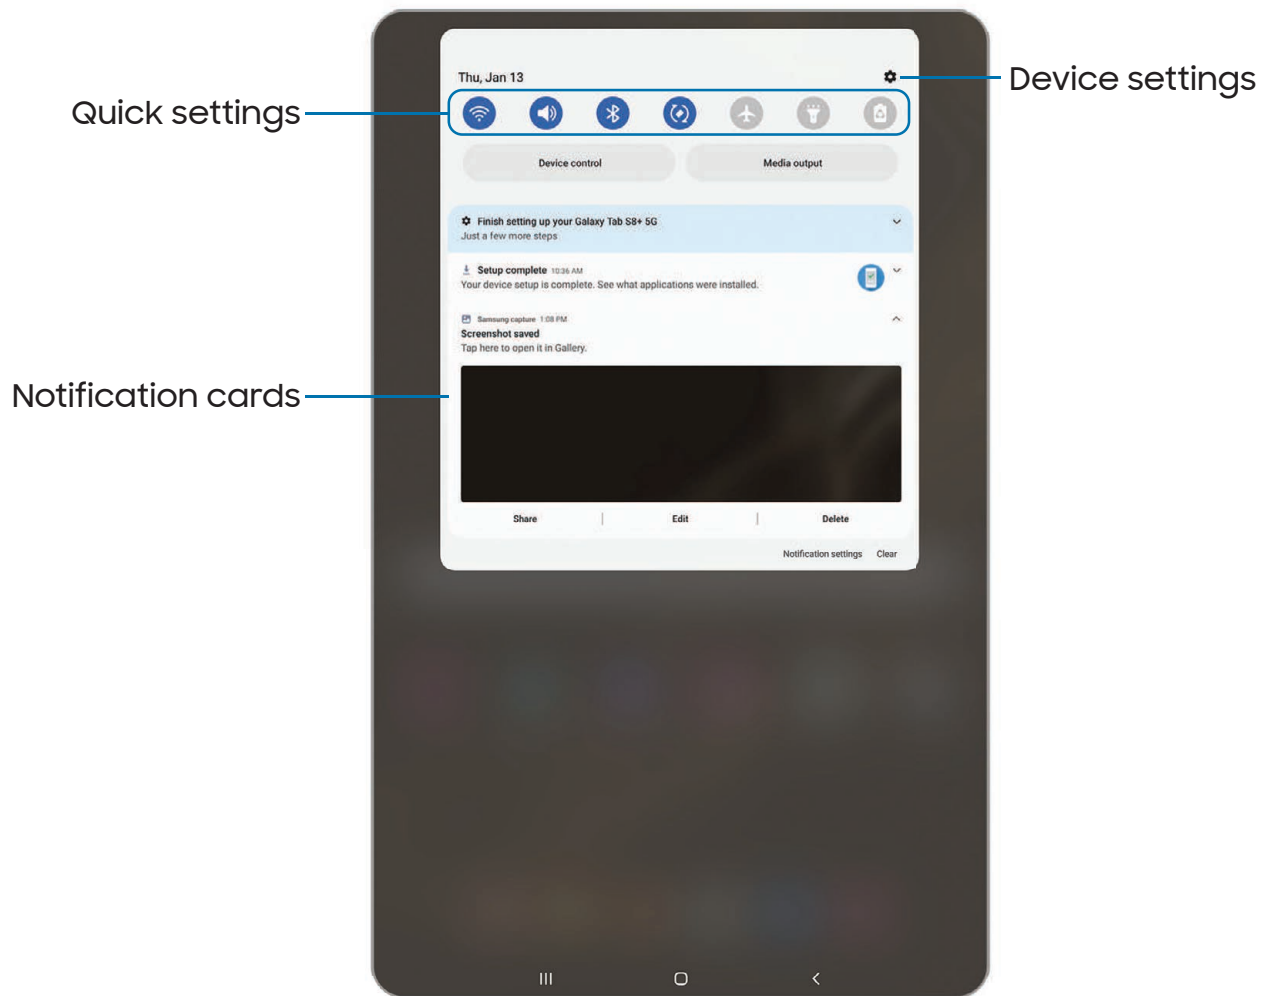 Thu, Jan 13
Device settings
Quick settings
Device control
Media output
Finish setting up your Galaxy Tab S8+ 5G
Just a few more steps
Setup complete 10:36 AM
Your device setup is complete. See what applications were installed.
Samsung capture 1:08 PM
Screenshot saved
Tap here to open it in Gallery.
Notification cards
Share | Edit | Delete
Notification settings Clear